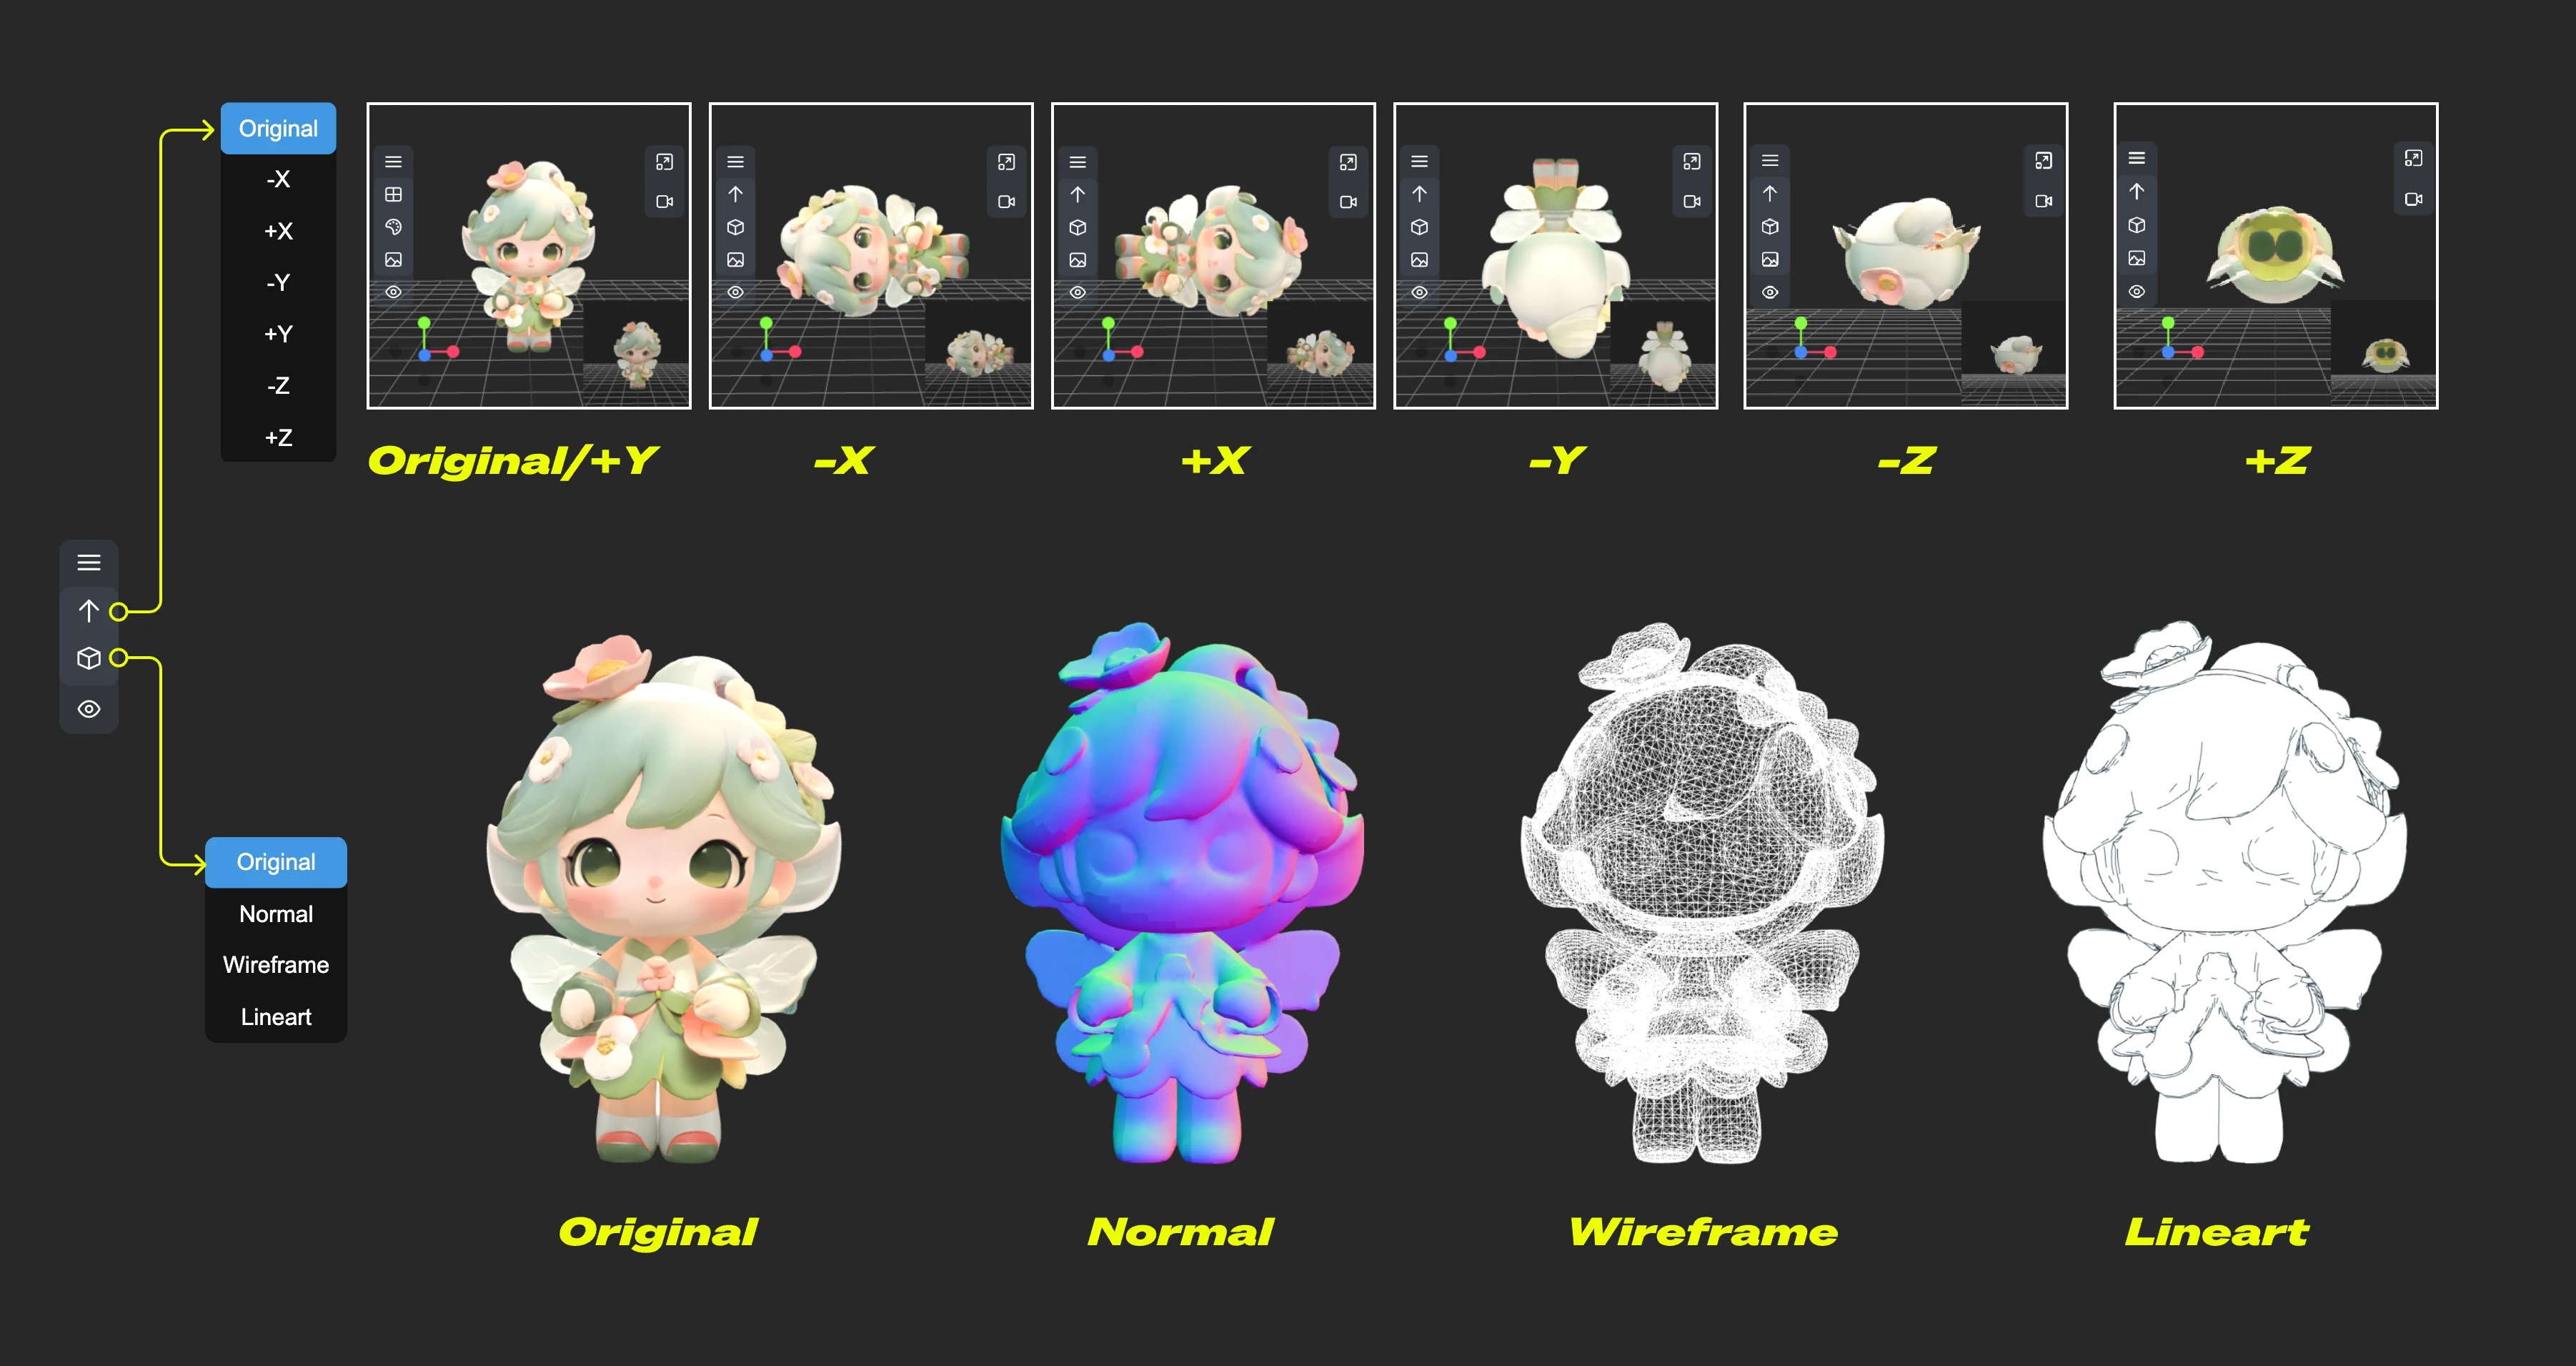 Original
-X
+X
-Y
+Y
-Z
+Z
Original/+Y
-X
+X
-Y
-Z
+Z
Original
Normal
Wireframe
Lineart
Original
Normal
Wireframe
Lineart